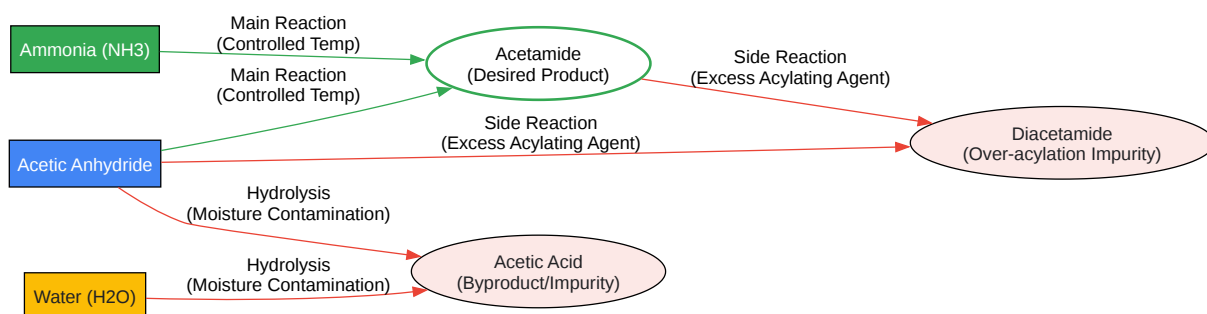 Main Reaction
(Controlled Temp)
Ammonia (NH3)
Acetamide
(Desired Product)
Side Reaction
(Excess Acylating Agent)
Main Reaction
(Controlled Temp)
Side Reaction
(Excess Acylating Agent)
Diacetamide
(Over-acylation Impurity)
Acetic Anhydride
Hydrolysis
(Moisture Contamination)
Acetic Acid
(Byproduct/Impurity)
Hydrolysis
(Moisture Contamination)
Water (H2O)